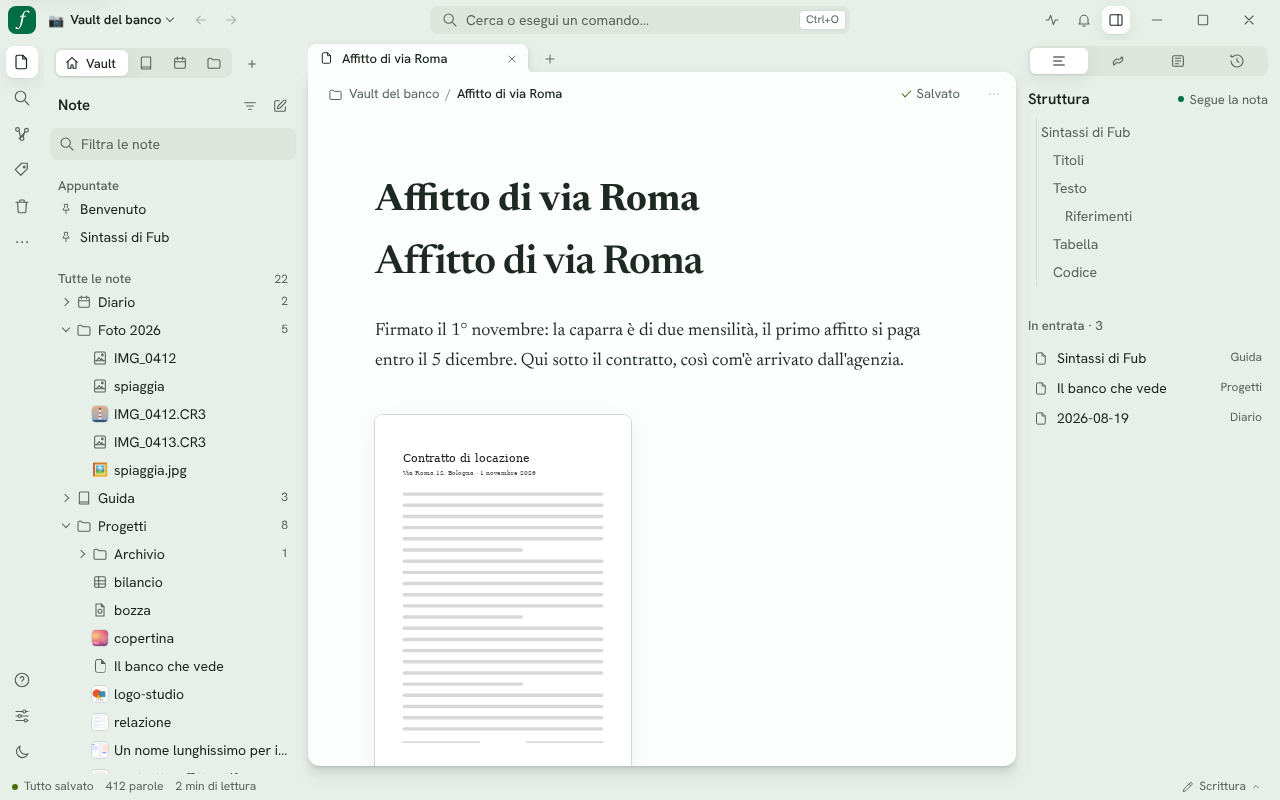 Vault del banco
Cerca o esegui un comando…
Ctrl+O
Vault
Note
Filtra le note
Appuntate
Benvenuto
Sintassi di Fub
Tutte le note 22
Diario 2
Foto 2026 5
IMG_0412
spiaggia
IMG_0412.CR3
IMG_0413.CR3
spiaggia.jpg
Guida 3
Progetti 8
Archivio 1
bilancio
bozza
copertina
Il banco che vede
logo-studio
relazione
Un nome lunghissimo per i…
Tutto salvato 412 parole 2 min di lettura
Affitto di via Roma
Vault del banco / Affitto di via Roma
Salvato
Affitto di via Roma
Affitto di via Roma
Firmato il 1° novembre: la caparra è di due mensilità, il primo affitto si paga
entro il 5 dicembre. Qui sotto il contratto, così com'è arrivato dall'agenzia.
Contratto di locazione
Via Roma 12, Bologna - 1 novembre 2026
Struttura
Segue la nota
Sintassi di Fub
Titoli
Testo
Riferimenti
Tabella
Codice
In entrata · 3
Sintassi di Fub Guida
Il banco che vede Progetti
2026-08-19 Diario
Scrittura